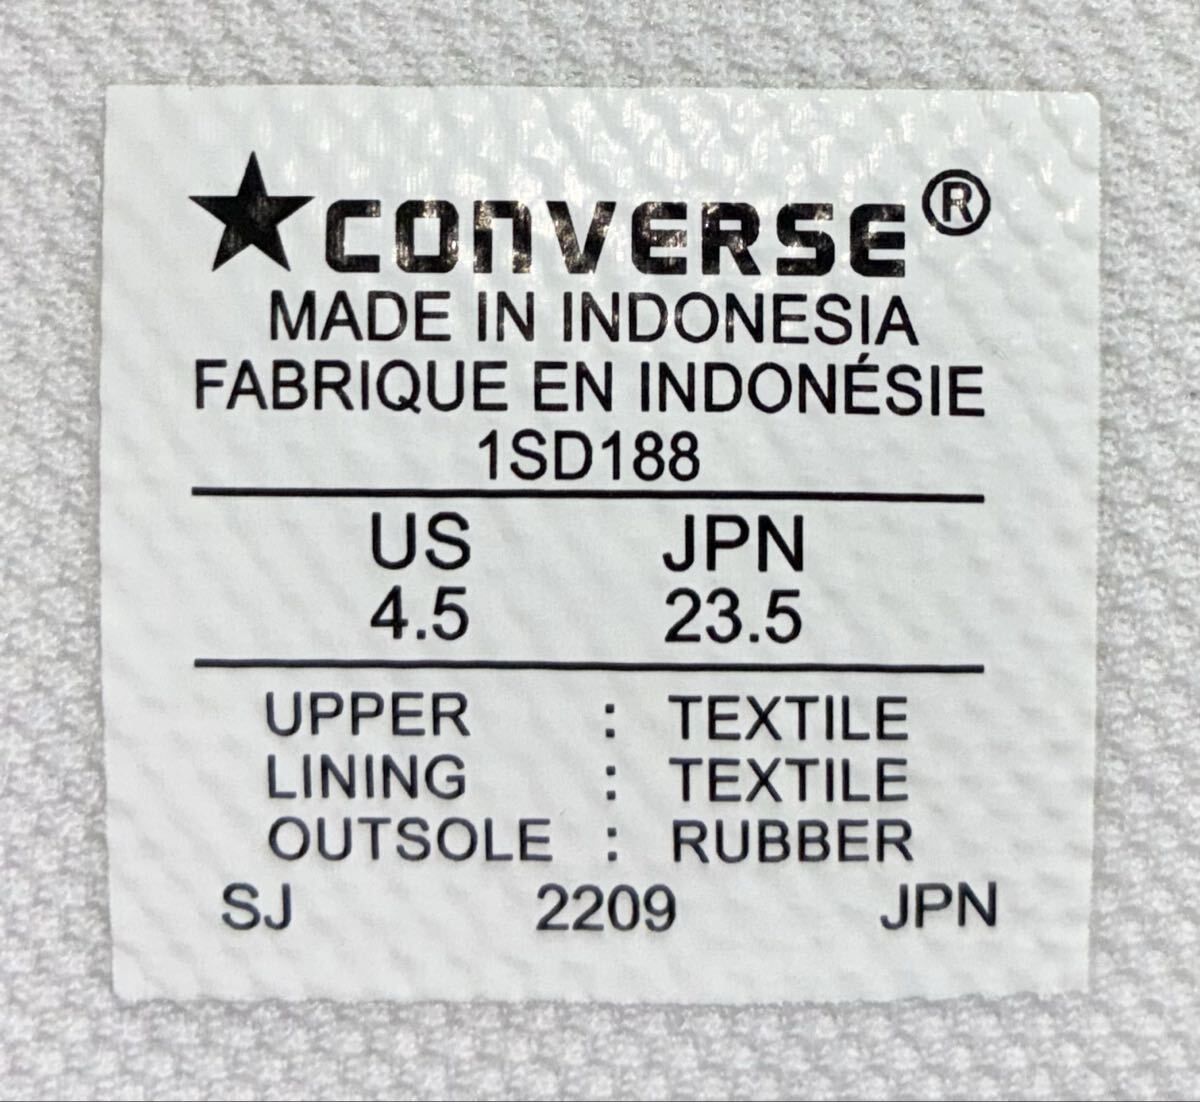 ★CONVERSE®
MADE IN INDONESIA
FABRIQUE EN INDONÉSIE
1SD188
US JPN
4.5 23.5
UPPER : TEXTILE
LINING : TEXTILE
OUTSOLE : RUBBER
SJ 2209 JPN